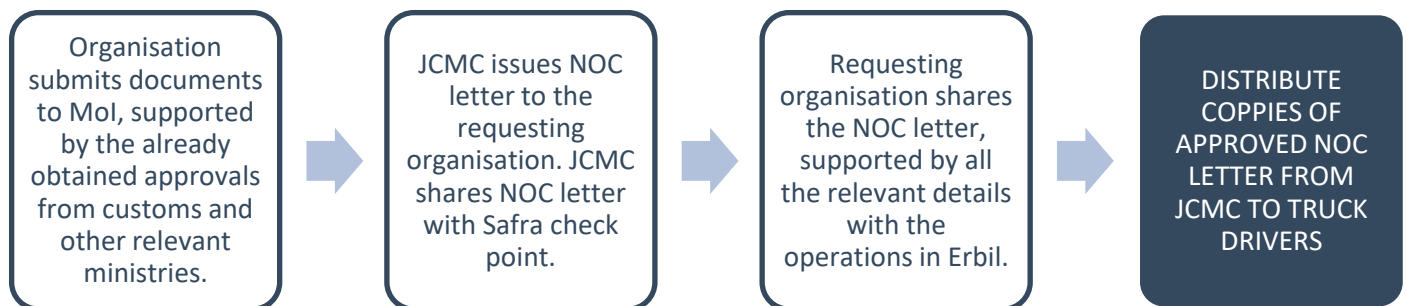 Organisation
submits documents
to MoI, supported
by the already
obtained approvals
from customs and
other relevant
ministries.
JCMC issues NOC
letter to the
requesting
organisation. JCMC
shares NOC letter
with Safra check
point.
Requesting
organisation shares
the NOC letter,
supported by all
the relevant details
with the
operations in Erbil.
DISTRIBUTE
COPPIES OF
APPROVED NOC
LETTER FROM
JCMC TO TRUCK
DRIVERS